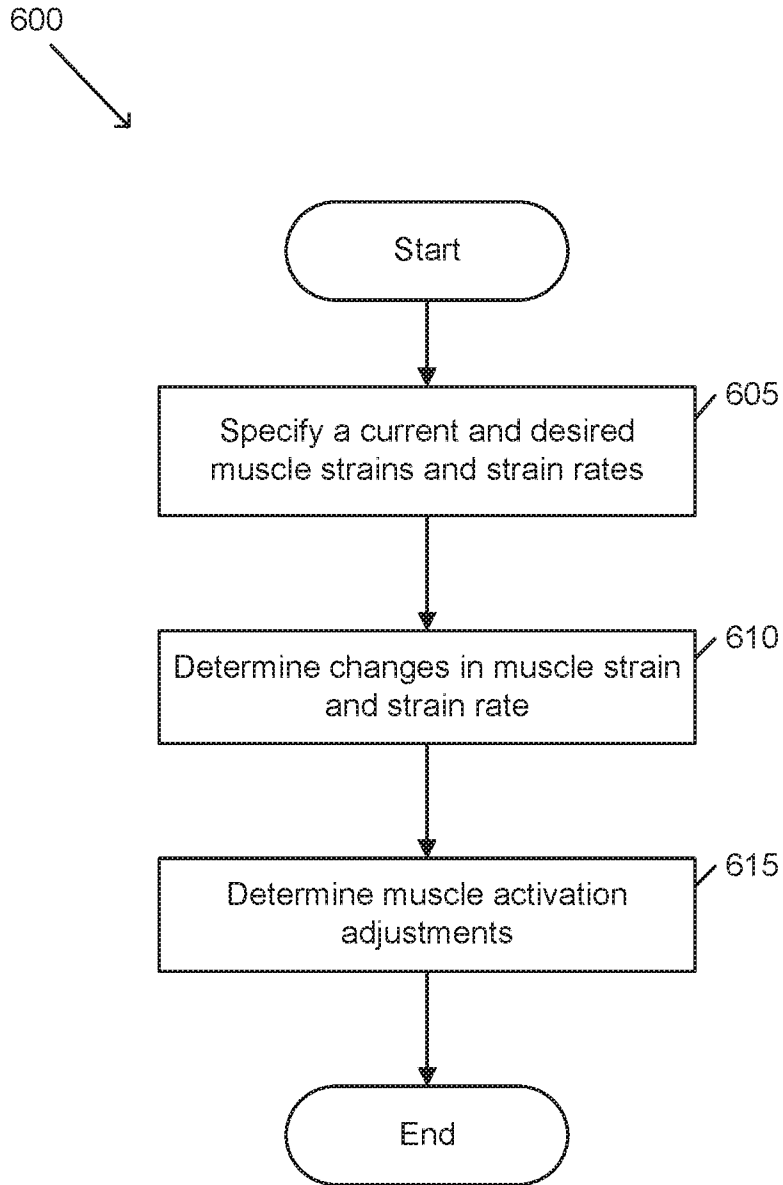 600
Start
605
Specify a current and desired
muscle strains and strain rates
610
Determine changes in muscle strain
and strain rate
615
Determine muscle activation
adjustments
End